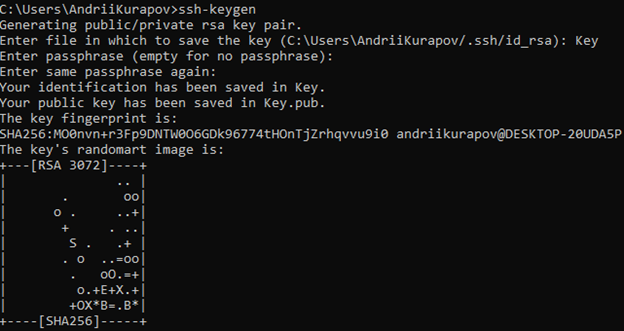 C:\Users\AndriiKurapov>ssh-keygen
Generating public/private rsa key pair.
Enter file in which to save the key (C:\Users\AndriiKurapov/.ssh/id_rsa): Key
Enter passphrase (empty for no passphrase):
Enter same passphrase again:
Your identification has been saved in Key.
Your public key has been saved in Key.pub.
The key fingerprint is:
SHA256:MO0nvn+r3Fp9DNTW0O6GDk96774tHOnTjZrhqvvu9i0 andriikurapov@DESKTOP-20UDA5P
The key's randomart image is:
+---[RSA 3072]----+
|              .. |
|       .       oo|
|      o .     ..+|
|       +     . ..|
|        S .   .+ |
|       . o  ..=oo|
|        .   oO.=+|
|         o.+E+X.+|
|        +OX*B=.B*|
+----[SHA256]-----+